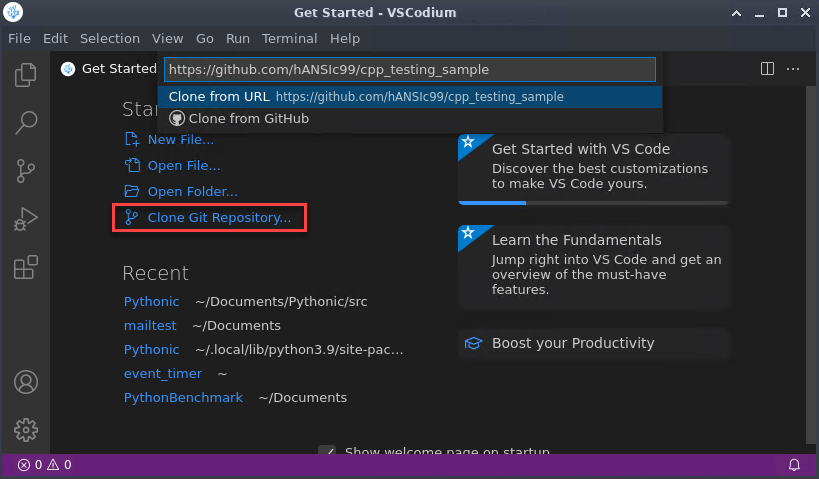 Get Started - VSCodium
File Edit Selection View Go Run Terminal Help
Get Started
https://github.com/hANSIc99/cpp_testing_sample
Clone from URL https://github.com/hANSIc99/cpp_testing_sample
Clone from GitHub
Star
New File...
Open File...
Open Folder...
Clone Git Repository...
Recent
Pythonic ~/Documents/Pythonic/src
mailtest ~/Documents
Pythonic ~/.local/lib/python3.9/site-pac...
event_timer ~
PythonBenchmark ~/Documents
Get Started with VS Code
Discover the best customizations
to make VS Code yours.
Learn the Fundamentals
Jump right into VS Code and get an
overview of the must-have
features.
Boost your Productivity
Show welcome page on startup
0 0